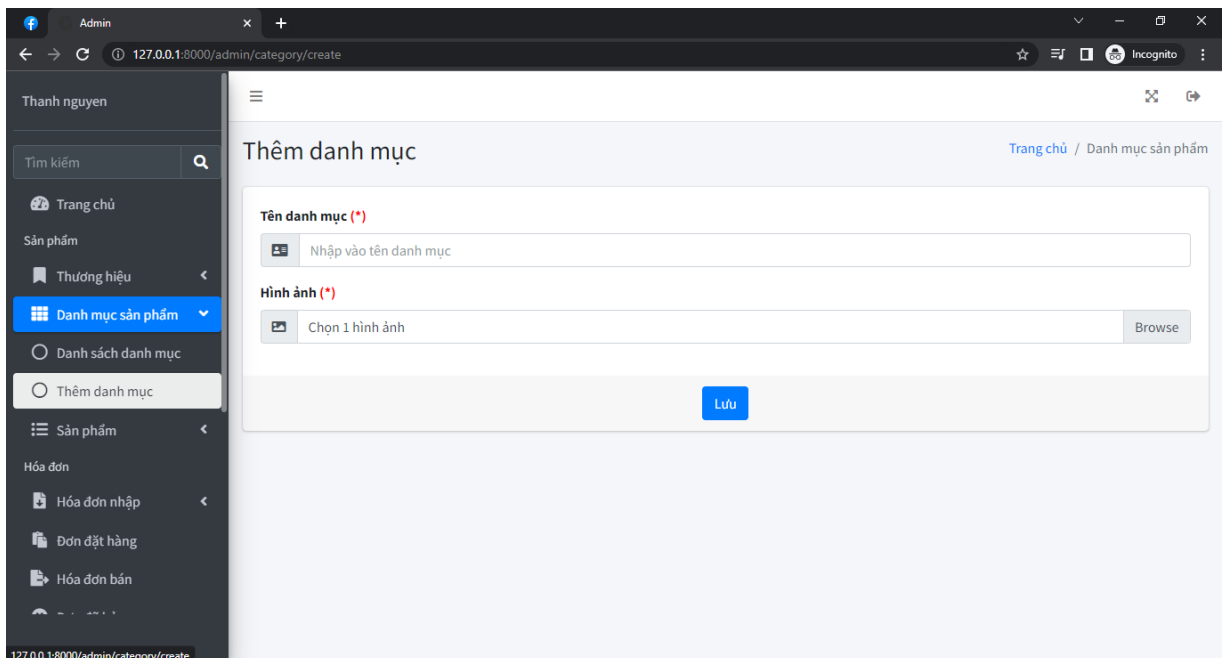 Admin
127.0.0.1:8000/admin/category/create
Incognito
Thanh nguyen
Tìm kiếm
Trang chủ
Sản phẩm
Thương hiệu
Danh mục sản phẩm
Danh sách danh mục
Thêm danh mục
Sản phẩm
Hóa đơn
Hóa đơn nhập
Đơn đặt hàng
Hóa đơn bán
127.0.0.1:8000/admin/category/create
Thêm danh mục
Trang chủ / Danh mục sản phẩm
Tên danh mục (*)
Nhập vào tên danh mục
Hình ảnh (*)
Chọn 1 hình ảnh
Browse
Lưu